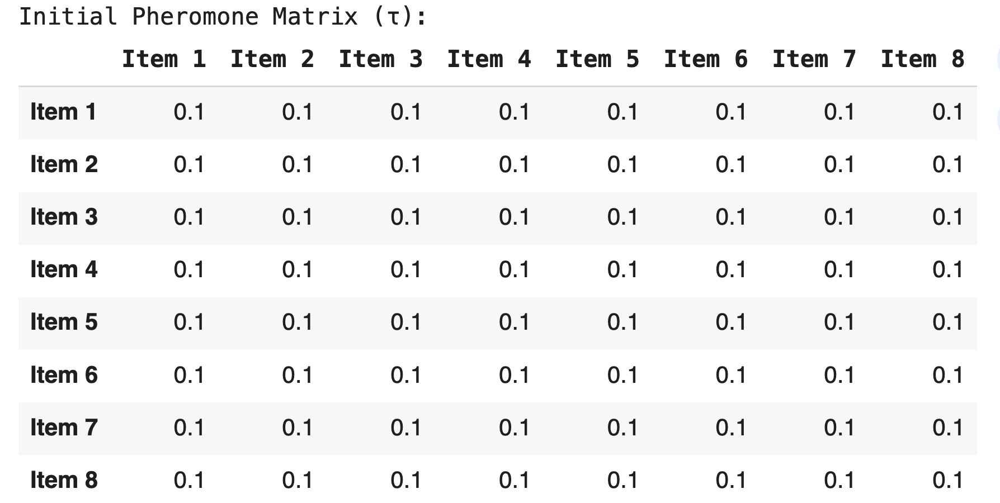 Initial Pheromone Matrix (τ):
Item 1 Item 2 Item 3 Item 4 Item 5 Item 6 Item 7 Item 8
Item 1 0.1 0.1 0.1 0.1 0.1 0.1 0.1 0.1
Item 2 0.1 0.1 0.1 0.1 0.1 0.1 0.1 0.1
Item 3 0.1 0.1 0.1 0.1 0.1 0.1 0.1 0.1
Item 4 0.1 0.1 0.1 0.1 0.1 0.1 0.1 0.1
Item 5 0.1 0.1 0.1 0.1 0.1 0.1 0.1 0.1
Item 6 0.1 0.1 0.1 0.1 0.1 0.1 0.1 0.1
Item 7 0.1 0.1 0.1 0.1 0.1 0.1 0.1 0.1
Item 8 0.1 0.1 0.1 0.1 0.1 0.1 0.1 0.1